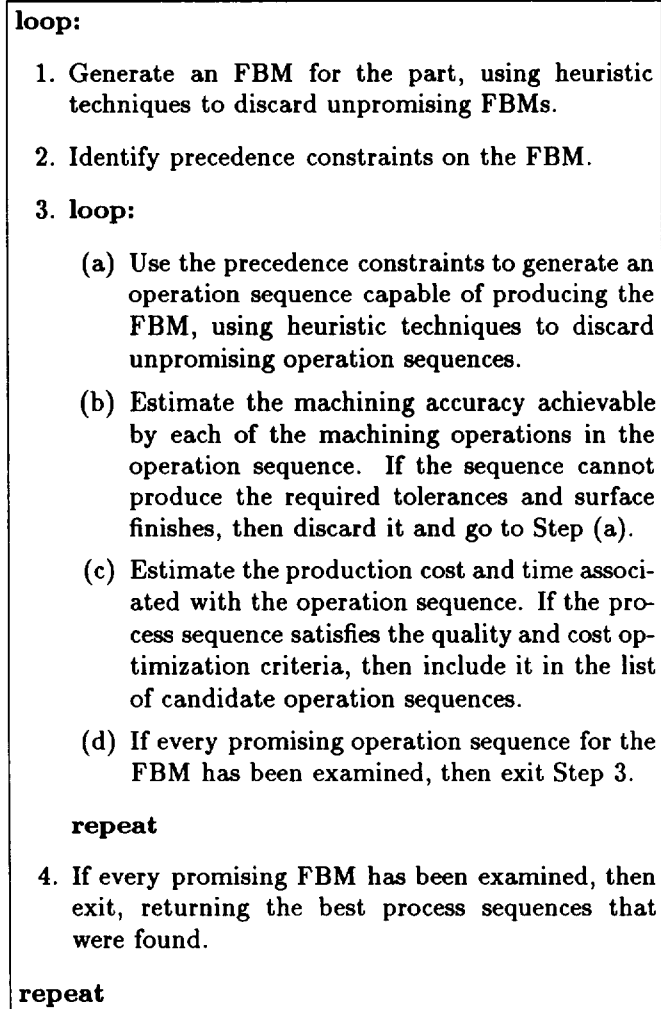 loop:
1. Generate an FBM for the part, using heuristic
techniques to discard unpromising FBMs.
2. Identify precedence constraints on the FBM.
3. loop:
(a) Use the precedence constraints to generate an
operation sequence capable of producing the
FBM, using heuristic techniques to discard
unpromising operation sequences.
(b) Estimate the machining accuracy achievable
by each of the machining operations in the
operation sequence. If the sequence cannot
produce the required tolerances and surface
finishes, then discard it and go to Step (a).
(c) Estimate the production cost and time associ-
ated with the operation sequence. If the pro-
cess sequence satisfies the quality and cost op-
timization criteria, then include it in the list
of candidate operation sequences.
(d) If every promising operation sequence for the
FBM has been examined, then exit Step 3.
repeat
4. If every promising FBM has been examined, then
exit, returning the best process sequences that
were found.
repeat